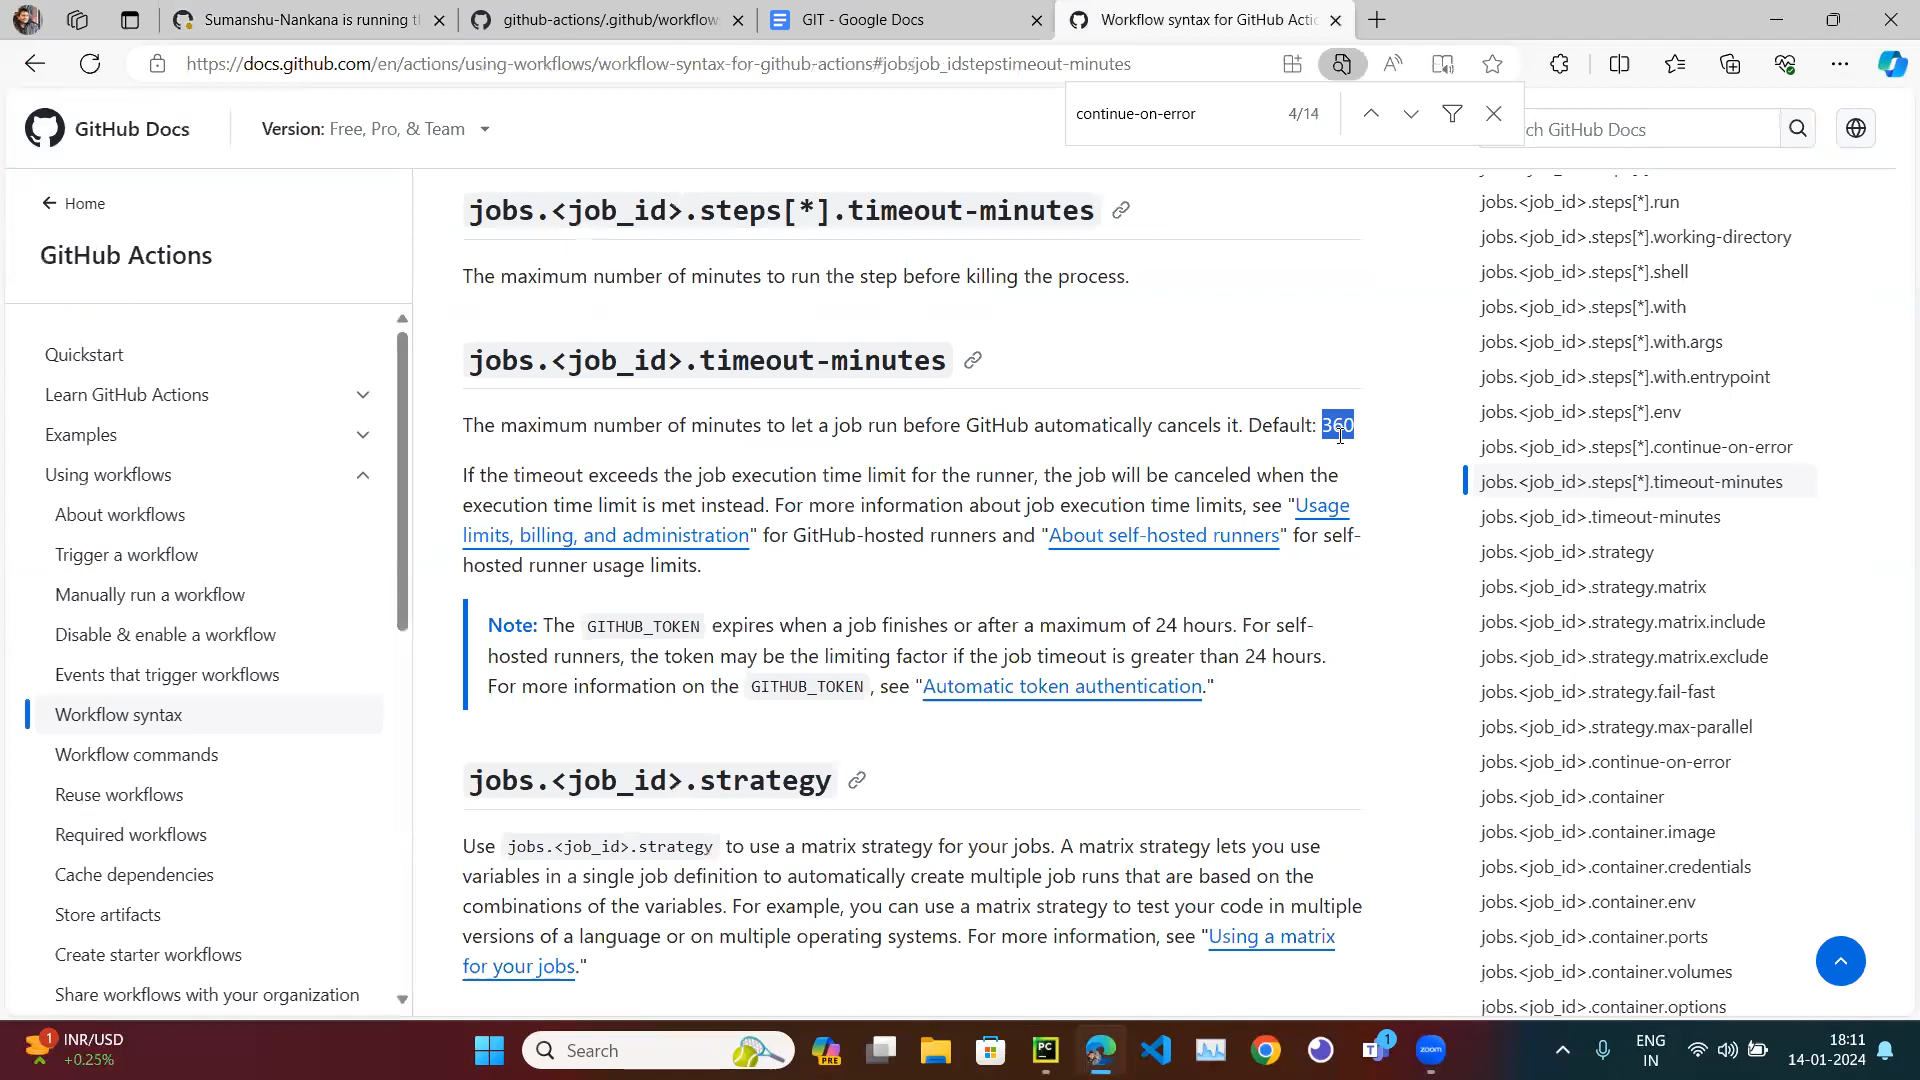 Sumanshu-Nankana is running t
github-actions/.github/workflow
GIT - Google Docs
Workflow syntax for GitHub Actio
https://docs.github.com/en/actions/using-workflows/workflow-syntax-for-github-actions#jobsjob_idstepstimeout-minutes
continue-on-error
4/14
GitHub Docs
Version: Free, Pro, & Team
ch GitHub Docs
Home
GitHub Actions
Quickstart
Learn GitHub Actions
Examples
Using workflows
About workflows
Trigger a workflow
Manually run a workflow
Disable & enable a workflow
Events that trigger workflows
Workflow syntax
Workflow commands
Reuse workflows
Required workflows
Cache dependencies
Store artifacts
Create starter workflows
Share workflows with your organization
jobs.<job_id>.steps[*].timeout-minutes
The maximum number of minutes to run the step before killing the process.
jobs.<job_id>.timeout-minutes
The maximum number of minutes to let a job run before GitHub automatically cancels it. Default: 360
If the timeout exceeds the job execution time limit for the runner, the job will be canceled when the
execution time limit is met instead. For more information about job execution time limits, see "Usage
limits, billing, and administration" for GitHub-hosted runners and "About self-hosted runners" for self-
hosted runner usage limits.
Note: The GITHUB_TOKEN expires when a job finishes or after a maximum of 24 hours. For self-
hosted runners, the token may be the limiting factor if the job timeout is greater than 24 hours.
For more information on the GITHUB_TOKEN, see "Automatic token authentication."
jobs.<job_id>.strategy
Use jobs.<job_id>.strategy to use a matrix strategy for your jobs. A matrix strategy lets you use
variables in a single job definition to automatically create multiple job runs that are based on the
combinations of the variables. For example, you can use a matrix strategy to test your code in multiple
versions of a language or on multiple operating systems. For more information, see "Using a matrix
for your jobs."
jobs.<job_id>.steps[*].run
jobs.<job_id>.steps[*].working-directory
jobs.<job_id>.steps[*].shell
jobs.<job_id>.steps[*].with
jobs.<job_id>.steps[*].with.args
jobs.<job_id>.steps[*].with.entrypoint
jobs.<job_id>.steps[*].env
jobs.<job_id>.steps[*].continue-on-error
jobs.<job_id>.steps[*].timeout-minutes
jobs.<job_id>.timeout-minutes
jobs.<job_id>.strategy
jobs.<job_id>.strategy.matrix
jobs.<job_id>.strategy.matrix.include
jobs.<job_id>.strategy.matrix.exclude
jobs.<job_id>.strategy.fail-fast
jobs.<job_id>.strategy.max-parallel
jobs.<job_id>.continue-on-error
jobs.<job_id>.container
jobs.<job_id>.container.image
jobs.<job_id>.container.credentials
jobs.<job_id>.container.env
jobs.<job_id>.container.ports
jobs.<job_id>.container.volumes
jobs.<job_id>.container.options
1
INR/USD
+0.25%
Search
PRE
PC
1
zoom
ENG
IN
18:11
14-01-2024